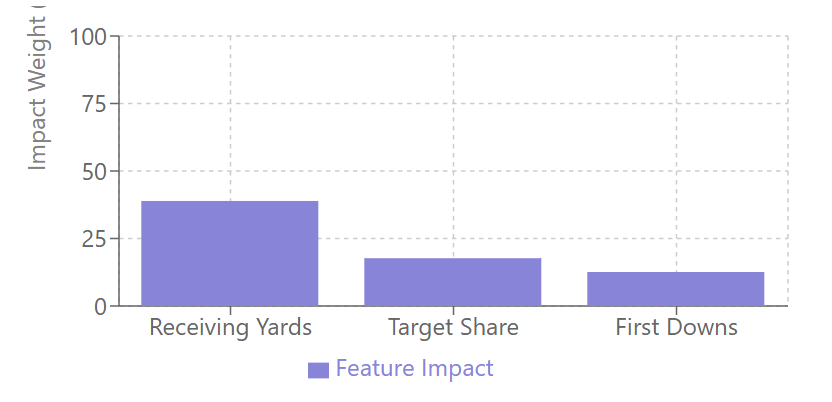 Impact Weight (
100
75
50
25
0
Receiving Yards Target Share First Downs
Feature Impact